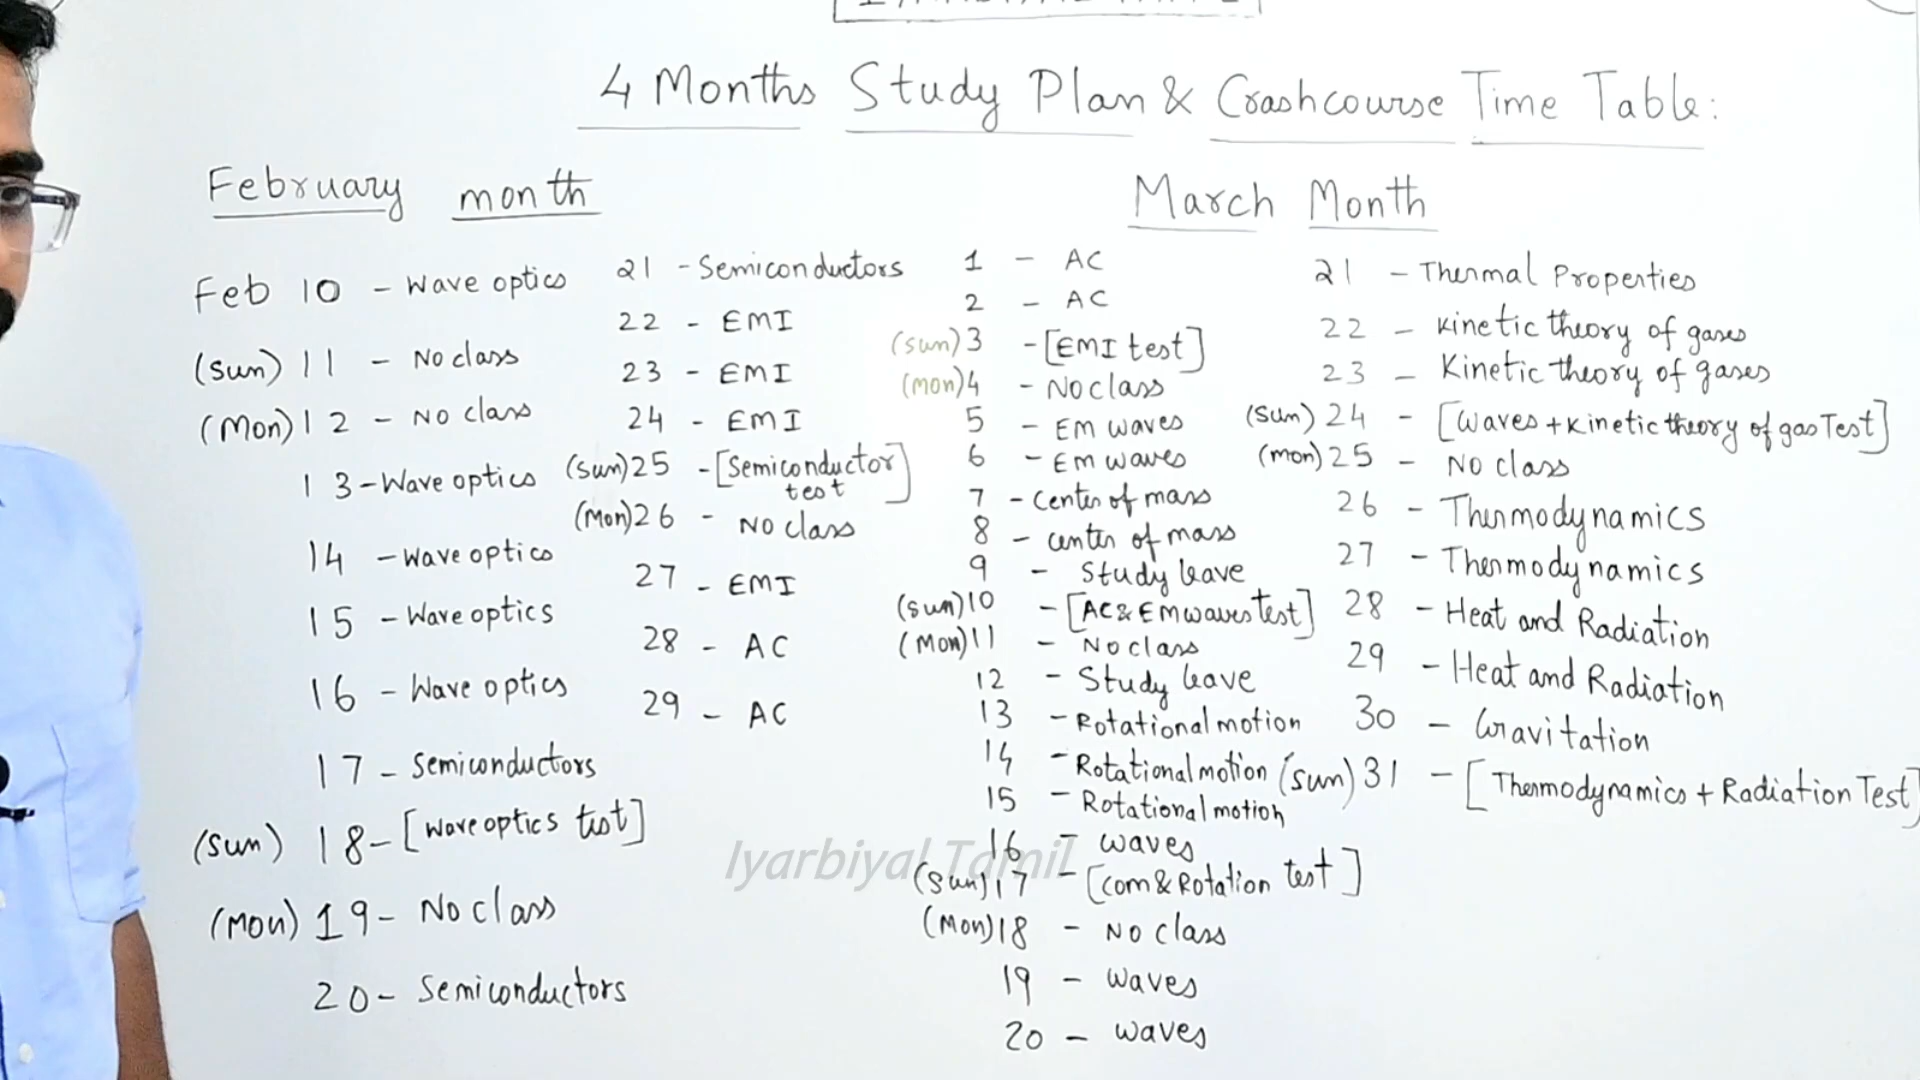 4 Months Study Plan & Crashcourse Time Table:
February month
Feb 10 - Wave optics
(Sun) 11 - No class
(Mon) 12 - No class
13 - Wave optics
14 - Wave optics
15 - Wave optics
16 - Wave optics
17 - Semiconductors
(Sun) 18 - [Wave optics test]
(Mon) 19 - No class
20 - Semiconductors
21 - Semiconductors
22 - EMI
23 - EMI
24 - EMI
(Sun) 25 - [Semiconductor
test]
(Mon) 26 - No class
27 - EMI
28 - AC
29 - AC
March Month
1 - AC
2 - AC
(Sun) 3 - [EMI test]
(Mon) 4 - No class
5 - EM waves
6 - EM waves
7 - Center of mass
8 - center of mass
9 - Study leave
(Sun) 10 - [AC & EM waves Test]
(Mon) 11 - No class
12 - Study leave
13 - Rotational motion
14 - Rotational motion
15 - Rotational motion
16 - waves
(Sun) 17 - [Com & Rotation test]
(Mon) 18 - No class
19 - waves
20 - waves
21 - Thermal Properties
22 - Kinetic theory of gases
23 - Kinetic theory of gases
(Sun) 24 - [Waves + Kinetic theory of gas Test]
(Mon) 25 - No class
26 - Thermodynamics
27 - Thermodynamics
28 - Heat and Radiation
29 - Heat and Radiation
30 - Gravitation
(Sun) 31 - [Thermodynamics + Radiation Test]
Iyarbiyal Tamil